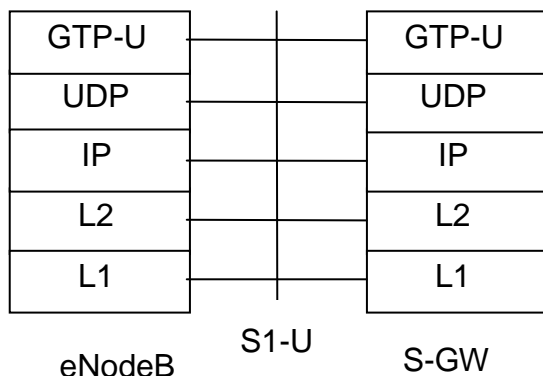 GTP-U GTP-U
UDP UDP
IP IP
L2 L2
L1 L1
S1-U
eNodeB S-GW